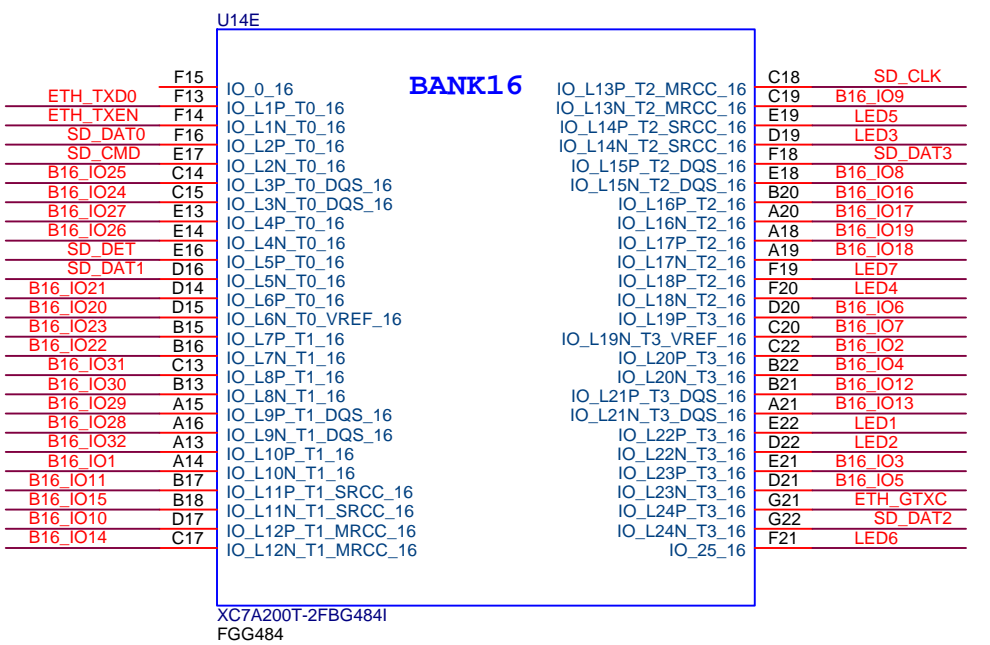 U14E
BANK16
F15 IO_0_16 IO_L13P_T2_MRCC_16 C18 SD_CLK
ETH_TXD0 F13 IO_L1P_T0_16 IO_L13N_T2_MRCC_16 C19 B16_IO9
ETH_TXEN F14 IO_L1N_T0_16 IO_L14P_T2_SRCC_16 E19 LED5
SD_DAT0 F16 IO_L2P_T0_16 IO_L14N_T2_SRCC_16 D19 LED3
SD_CMD E17 IO_L2N_T0_16 IO_L15P_T2_DQS_16 F18 SD_DAT3
B16_IO25 C14 IO_L3P_T0_DQS_16 IO_L15N_T2_DQS_16 E18 B16_IO8
B16_IO24 C15 IO_L3N_T0_DQS_16 IO_L16P_T2_16 B20 B16_IO16
B16_IO27 E13 IO_L4P_T0_16 IO_L16N_T2_16 A20 B16_IO17
B16_IO26 E14 IO_L4N_T0_16 IO_L17P_T2_16 A18 B16_IO19
SD_DET E16 IO_L5P_T0_16 IO_L17N_T2_16 A19 B16_IO18
SD_DAT1 D16 IO_L5N_T0_16 IO_L18P_T2_16 F19 LED7
B16_IO21 D14 IO_L6P_T0_16 IO_L18N_T2_16 F20 LED4
B16_IO20 D15 IO_L6N_T0_VREF_16 IO_L19P_T3_16 D20 B16_IO6
B16_IO23 B15 IO_L7P_T1_16 IO_L19N_T3_VREF_16 C20 B16_IO7
B16_IO22 B16 IO_L7N_T1_16 IO_L20P_T3_16 C22 B16_IO2
B16_IO31 C13 IO_L8P_T1_16 IO_L20N_T3_16 B22 B16_IO4
B16_IO30 B13 IO_L8N_T1_16 IO_L21P_T3_DQS_16 B21 B16_IO12
B16_IO29 A15 IO_L9P_T1_DQS_16 IO_L21N_T3_DQS_16 A21 B16_IO13
B16_IO28 A16 IO_L9N_T1_DQS_16 IO_L22P_T3_16 E22 LED1
B16_IO32 A13 IO_L10P_T1_16 IO_L22N_T3_16 D22 LED2
B16_IO1 A14 IO_L10N_T1_16 IO_L23P_T3_16 E21 B16_IO3
B16_IO11 B17 IO_L11P_T1_SRCC_16 IO_L23N_T3_16 D21 B16_IO5
B16_IO15 B18 IO_L11N_T1_SRCC_16 IO_L24P_T3_16 G21 ETH_GTXC
B16_IO10 D17 IO_L12P_T1_MRCC_16 IO_L24N_T3_16 G22 SD_DAT2
B16_IO14 C17 IO_L12N_T1_MRCC_16 IO_25_16 F21 LED6
XC7A200T-2FBG484I
FGG484